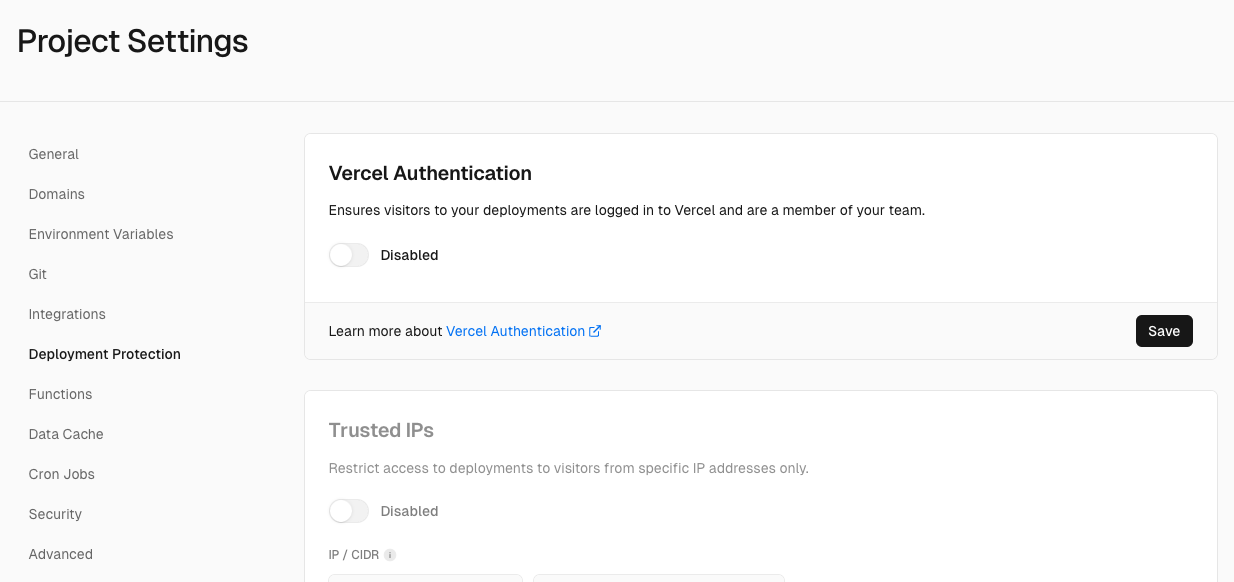 Project Settings
General
Domains
Environment Variables
Git
Integrations
Deployment Protection
Functions
Data Cache
Cron Jobs
Security
Advanced
Vercel Authentication
Ensures visitors to your deployments are logged in to Vercel and are a member of your team.
Disabled
Learn more about Vercel Authentication
Save
Trusted IPs
Restrict access to deployments to visitors from specific IP addresses only.
Disabled
IP / CIDR i